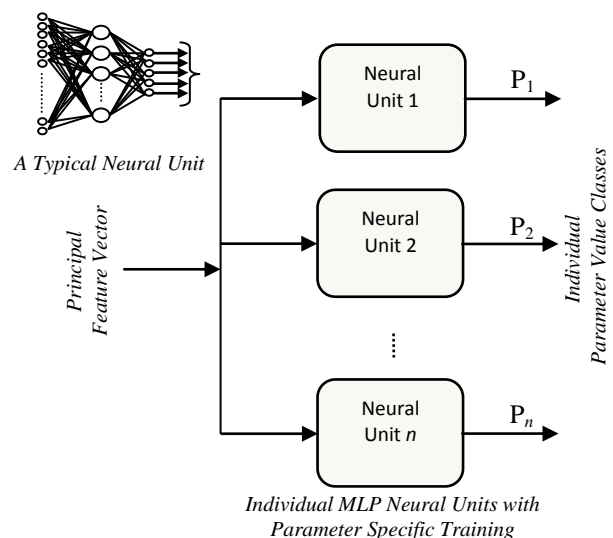 A Typical Neural Unit
Principal
Feature Vector
Neural
Unit 1
P1
Neural
Unit 2
P2
Neural
Unit n
Pn
Individual
Parameter Value Classes
Individual MLP Neural Units with
Parameter Specific Training